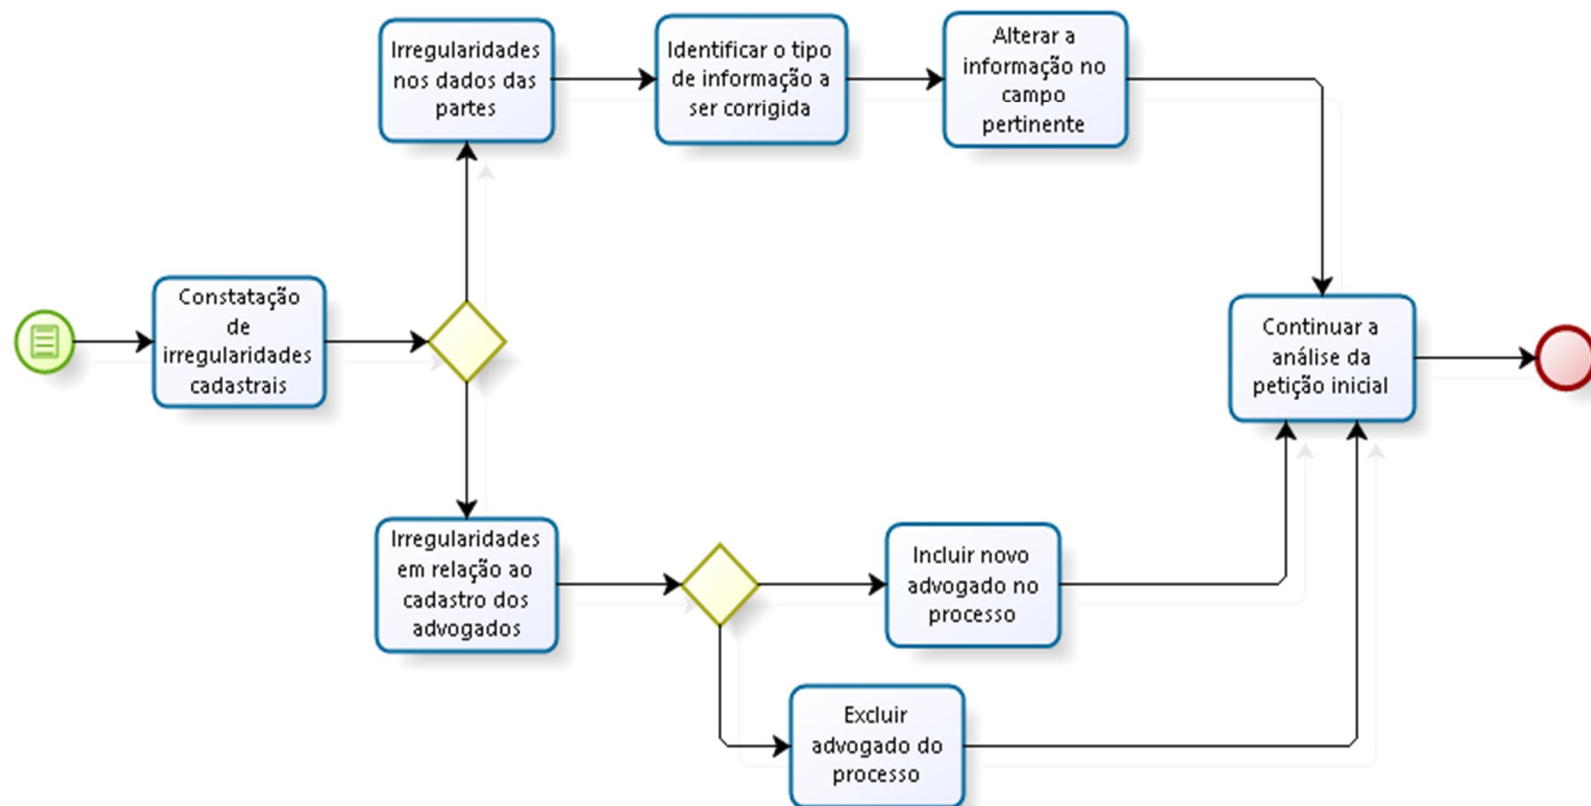 Irregularidades
nos dados das
partes
Identificar o tipo
de informação a
ser corrigida
Alterar a
informação no
campo
pertinente
Constatação
de
irregularidades
cadastrais
Continuar a
análise da
petição inicial
Irregularidades
em relação ao
cadastro dos
advogados
Incluir novo
advogado no
processo
Excluir
advogado do
processo